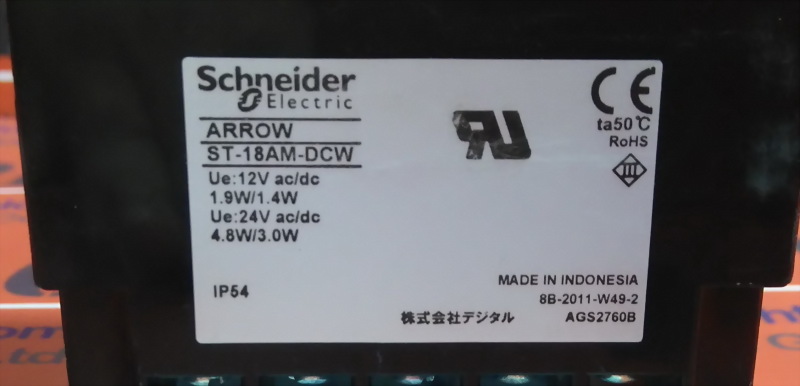 Schneider
Electric
ARROW
ST-18AM-DCW
Ue:12V ac/dc
1.9W/1.4W
Ue:24V ac/dc
4.8W/3.0W
IP54
CE
ta50℃
RoHS
III
MADE IN INDONESIA
8B-2011-W49-2
株式会社デジタル AGS2760B